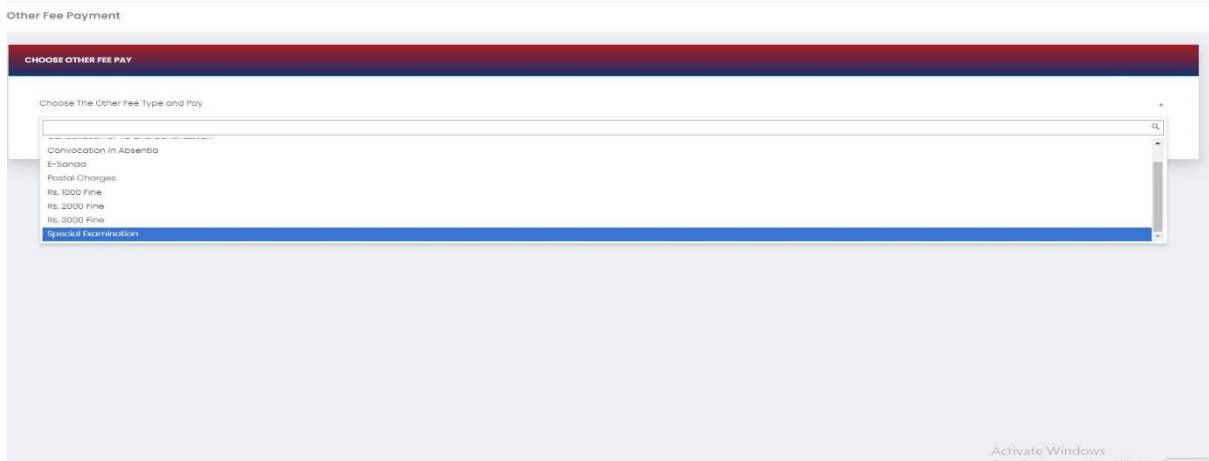 Other Fee Payment
CHOOSE OTHER FEE PAY
Choose The Other Fee Type and Pay
Convocation in Absentia
E-Sanad
Postal Charges
Rs. 1000 Fine
Rs. 2000 Fine
Rs. 3000 Fine
Special Examination
Activate Windows